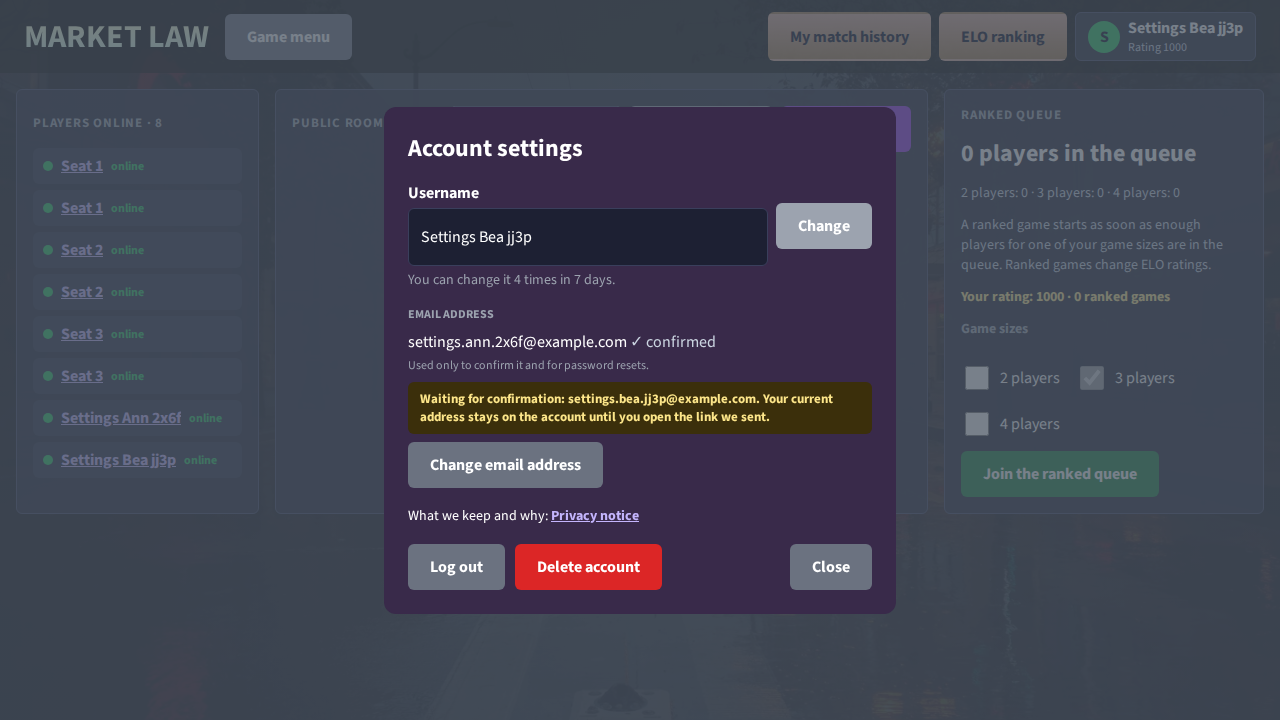 MARKET LAW
Game menu
My match history
ELO ranking
S
Settings Bea jj3p
Rating 1000
PLAYERS ONLINE · 8
Seat 1 online
Seat 1 online
Seat 2 online
Seat 2 online
Seat 3 online
Seat 3 online
Settings Ann 2x6f online
Settings Bea jj3p online
PUBLIC ROOM
Account settings
Username
Settings Bea jj3p
Change
You can change it 4 times in 7 days.
EMAIL ADDRESS
settings.ann.2x6f@example.com ✓ confirmed
Used only to confirm it and for password resets.
Waiting for confirmation: settings.bea.jj3p@example.com. Your current
address stays on the account until you open the link we sent.
Change email address
What we keep and why: Privacy notice
Log out
Delete account
Close
RANKED QUEUE
0 players in the queue
2 players: 0 · 3 players: 0 · 4 players: 0
A ranked game starts as soon as enough
players for one of your game sizes are in the
queue. Ranked games change ELO ratings.
Your rating: 1000 · 0 ranked games
Game sizes
2 players
3 players
4 players
Join the ranked queue